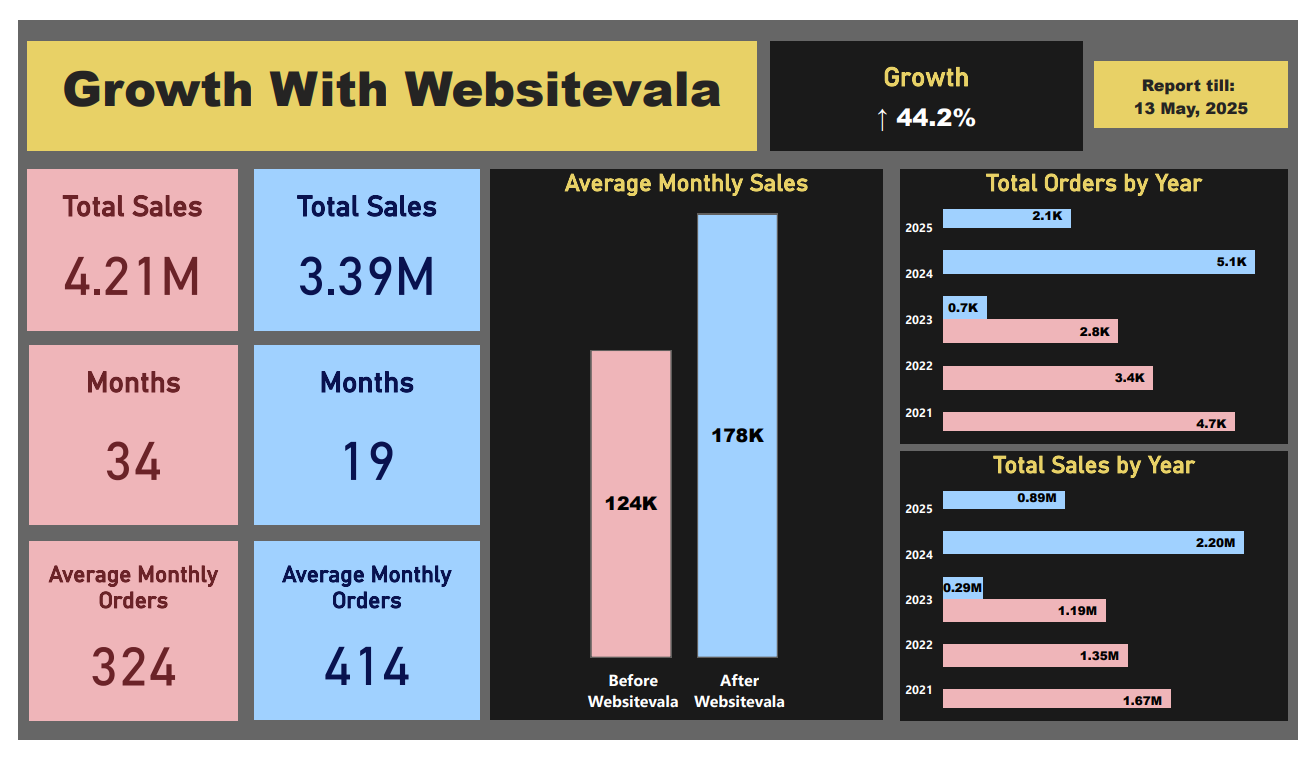 Growth With Websitevala
Growth
↑ 44.2%
Report till:
13 May, 2025
Total Sales
4.21M
Total Sales
3.39M
Months
34
Months
19
Average Monthly
Orders
324
Average Monthly
Orders
414
Average Monthly Sales
124K
178K
Before
Websitevala
After
Websitevala
Total Orders by Year
2025
2.1K
2024
5.1K
2023
0.7K
2.8K
2022
3.4K
2021
4.7K
Total Sales by Year
2025
0.89M
2024
2.20M
2023
0.29M
1.19M
2022
1.35M
2021
1.67M